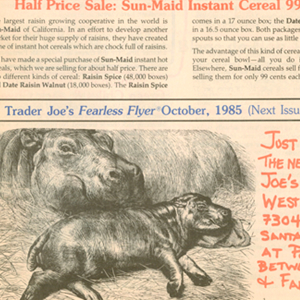 Half Price Sale: Sun-Maid Instant Cereal 99
largest raisin growing cooperative in the world is
-Maid of California. In an effort to develop another
ket for their huge supply of raisins, they have created
e of instant hot cereals which are chock full of raisins.
have made a special purchase of Sun-Maid instant hot
als, which we are selling for about half price. There are
different kinds of cereal: Raisin Spice (48,000 boxes)
Date Raisin Walnut (18,000 boxes). The Raisin Spice
comes in a 17 ounce box; the Date
in a 16.5 ounce box. Both packages
spouts so that you can use as little
The advantage of this kind of cereal
your cereal bowl—all you do
Elsewhere, Sun-Maid cereals sell f
selling them for only 99 cents each
Trader Joe's Fearless Flyer® October, 1985 (Next Issu
Just
The ne
Joe's
West
7304
Santa
at F
Betw
& Fa